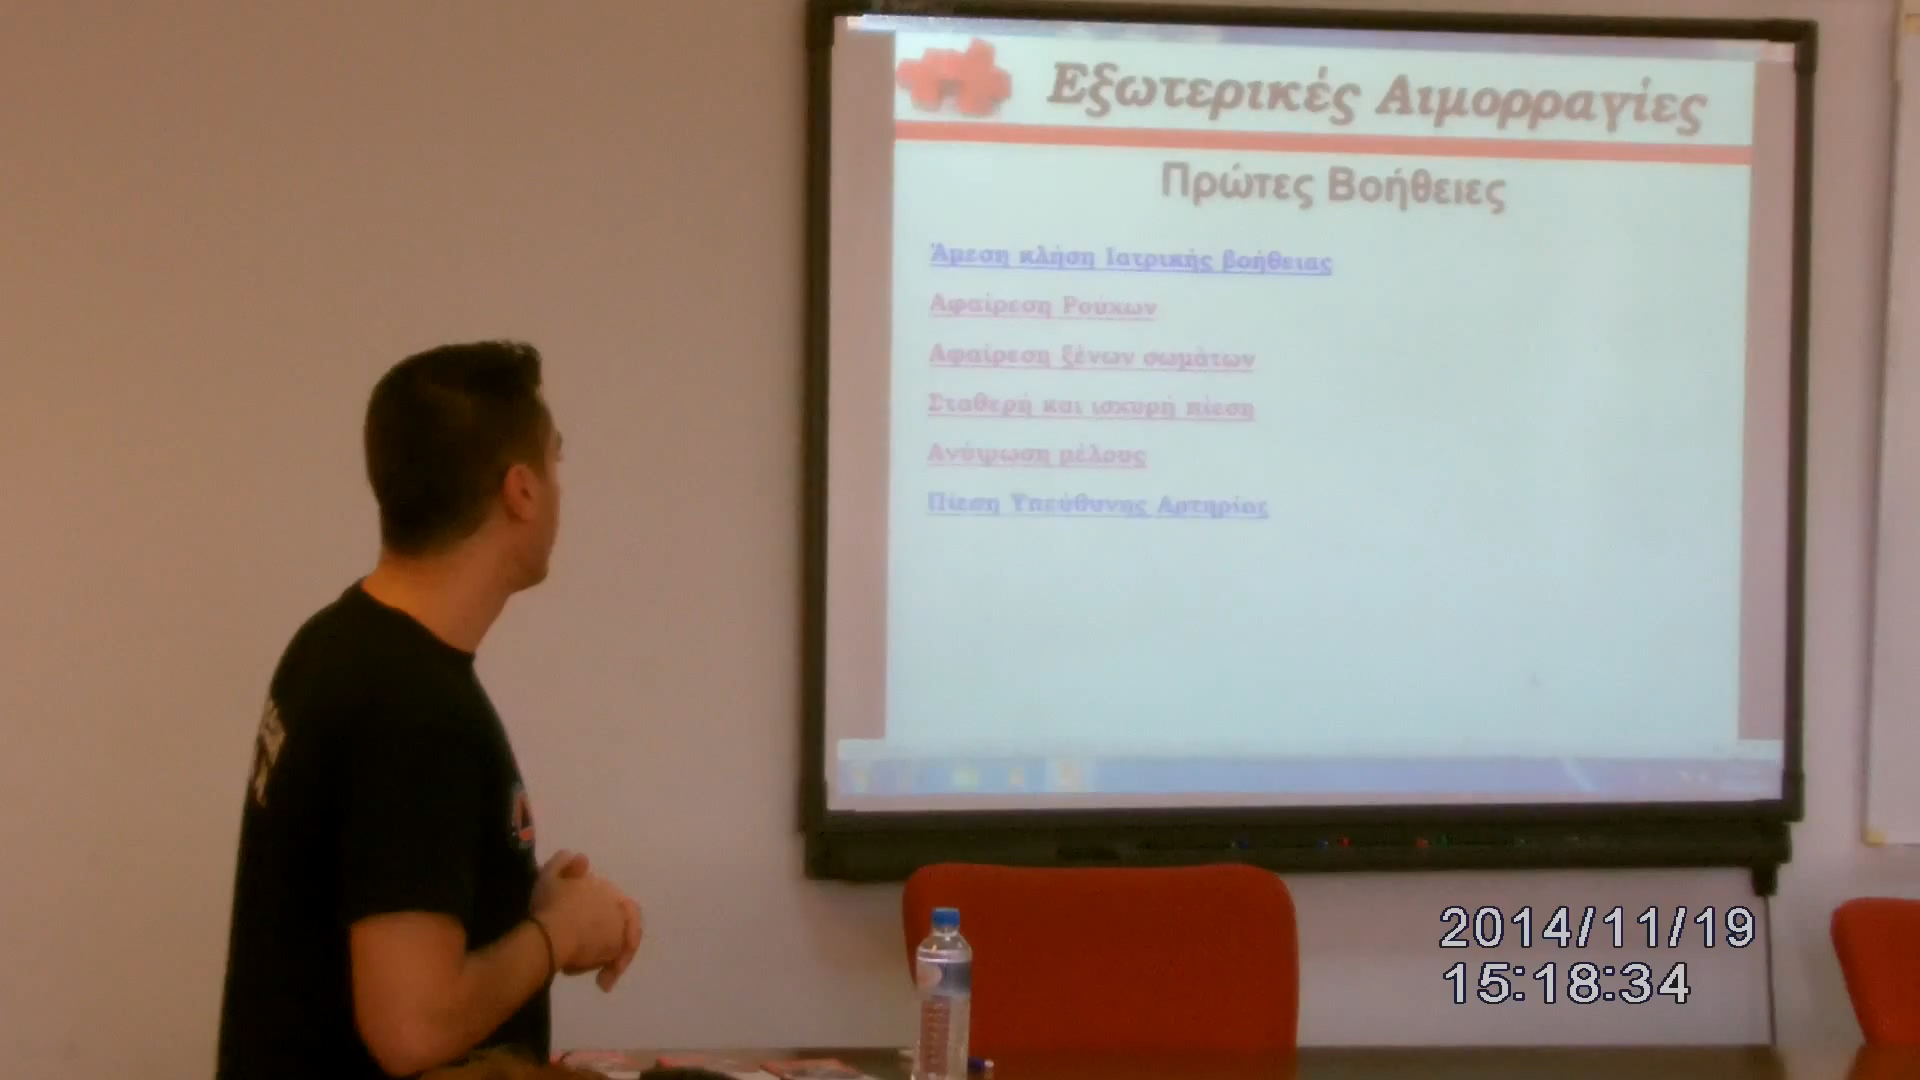 Εξωτερικές Αιμορραγίες
Πρώτες Βοήθειες
Άμεση κλήση Ιατρικής βοήθειας
Αφαίρεση Ρούχων
Αφαίρεση ξένων σωμάτων
Σταθερή και ισχυρή πίεση
Ανύψωση μέλους
Πίεση Υπεύθυνης Αρτηρίας
2014/11/19
15:18:34